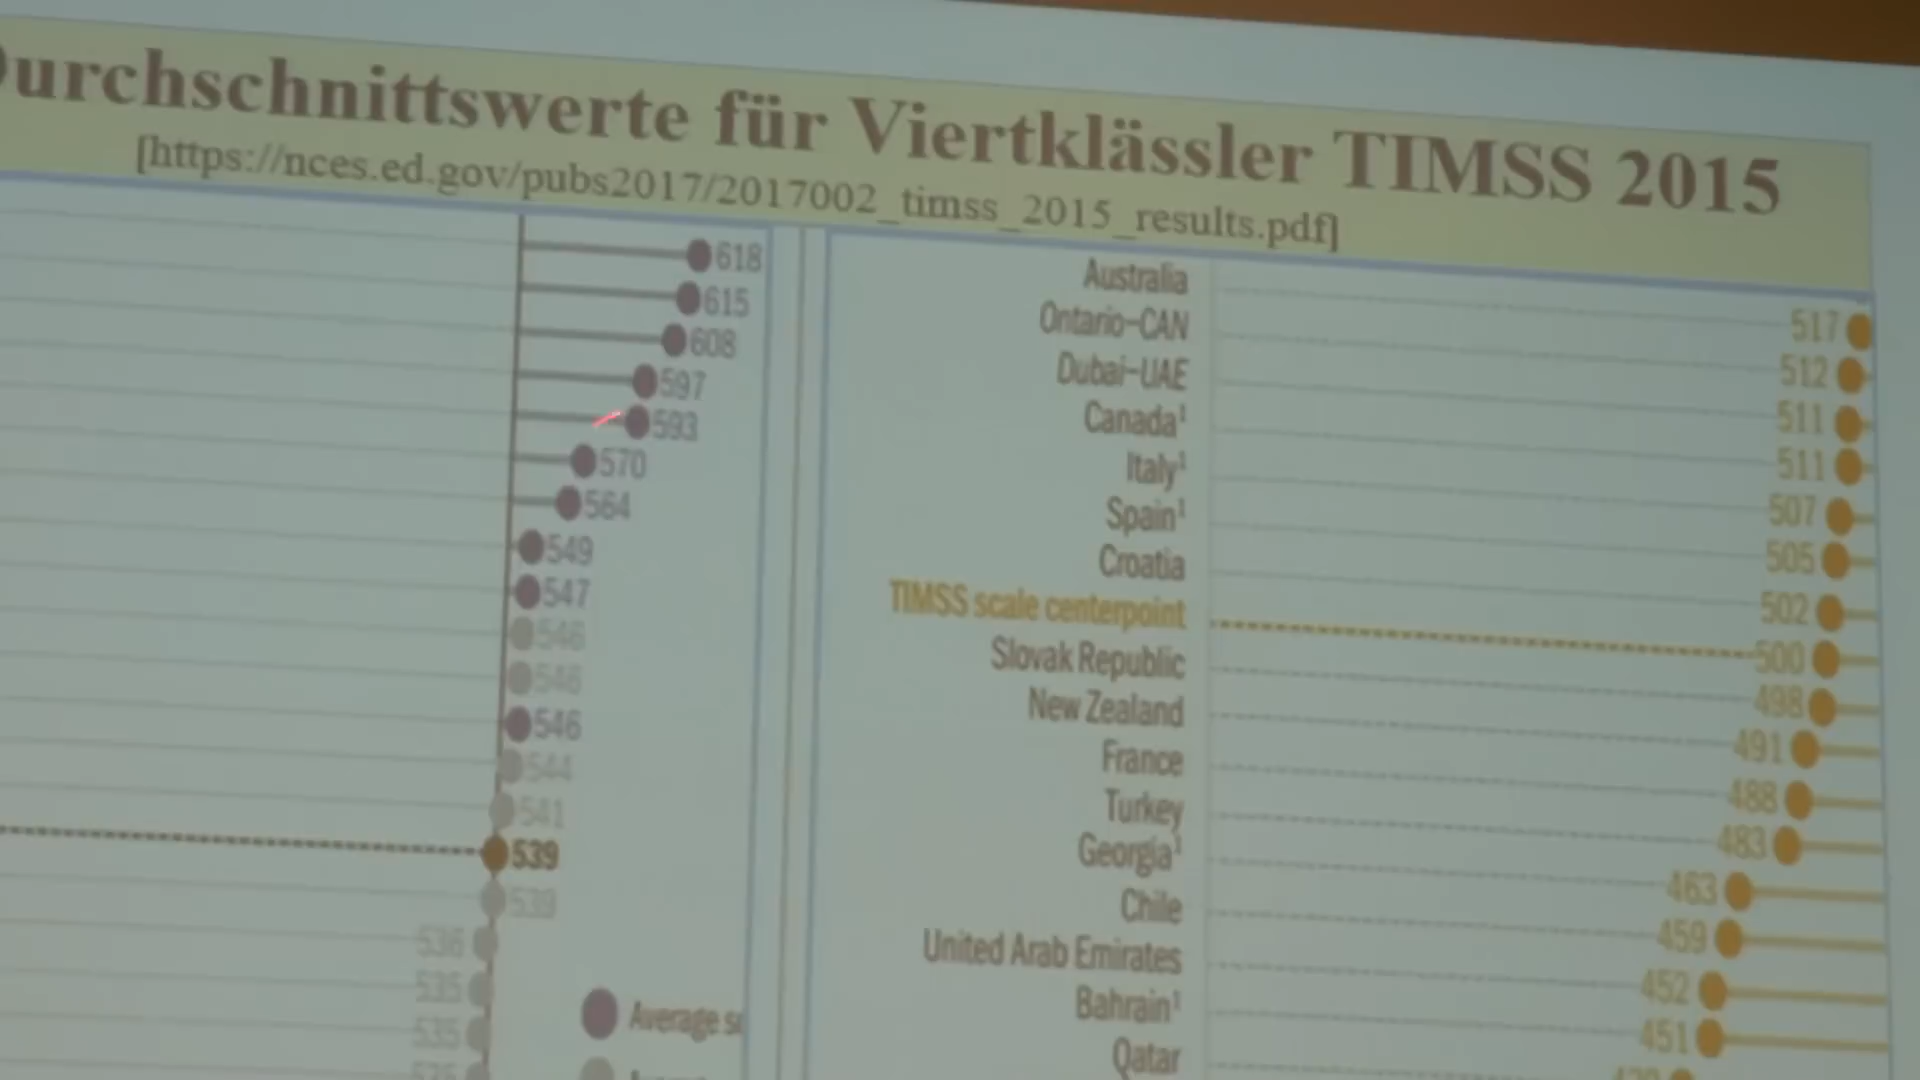 Durchschnittswerte für Viertklässler TIMSS 2015
[https://nces.ed.gov/pubs2017/2017002_timss_2015_results.pdf]
618
615
608
597
593
570
564
549
547
546
546
546
544
541
539
539
536
535
535
535
Average
Australia 517
Ontario-CAN 512
Dubai-UAE 511
Canada¹ 511
Italy¹ 507
Spain¹ 505
Croatia 502
TIMSS scale centerpoint 500
Slovak Republic 498
New Zealand 491
France 488
Turkey 483
Georgia¹ 463
Chile 459
United Arab Emirates 452
Bahrain¹ 451
Qatar